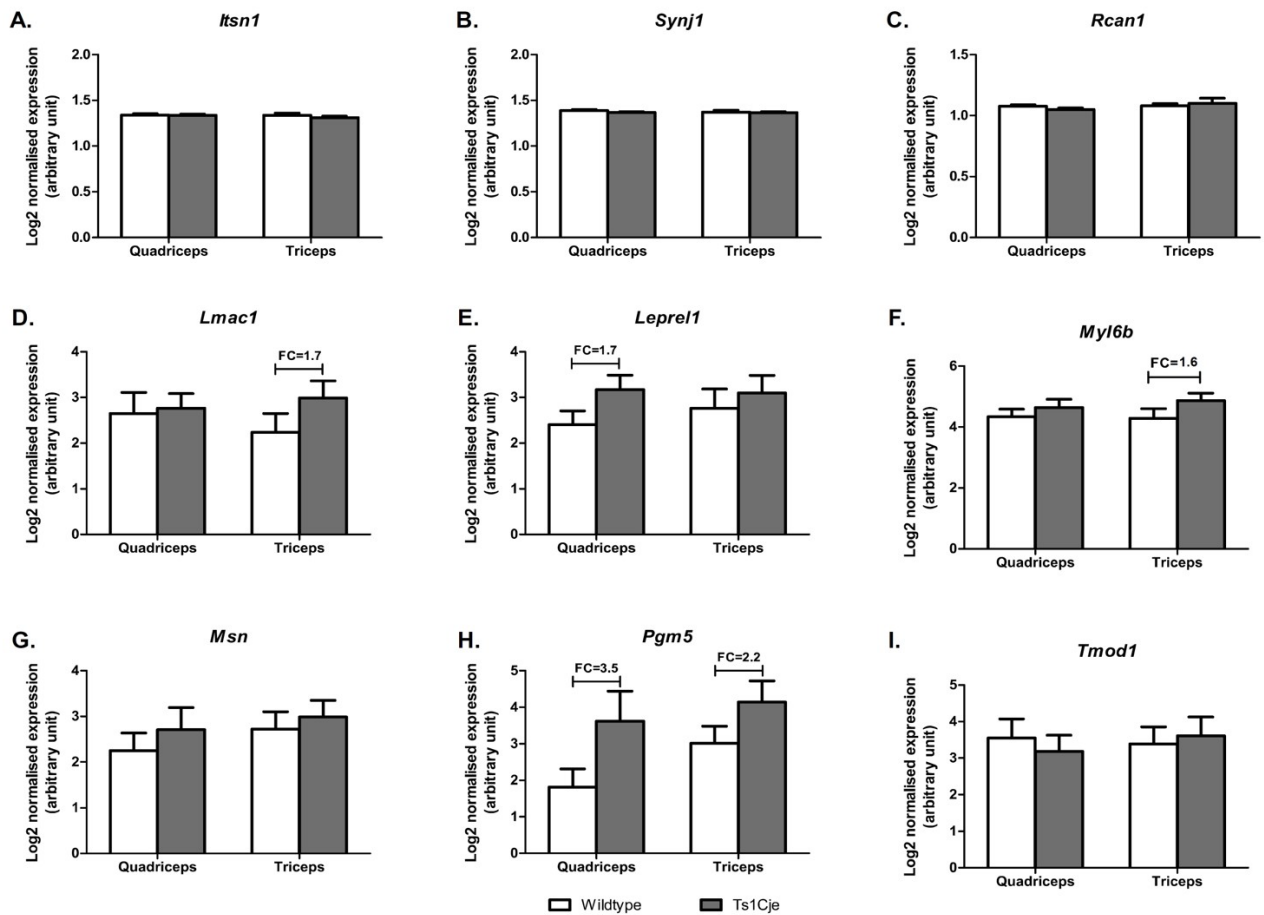 A.
Itsn1
Log2 normalised expression
(arbitrary unit)
2.0
1.5
1.0
0.5
0.0
Quadriceps
Triceps
B.
Synj1
Log2 normalised expression
(arbitrary unit)
2.0
1.5
1.0
0.5
0.0
Quadriceps
Triceps
C.
Rcan1
Log2 normalised expression
(arbitrary unit)
1.5
1.0
0.5
0.0
Quadriceps
Triceps
D.
Lmac1
Log2 normalised expression
(arbitrary unit)
4
3
2
1
0
FC=1.7
Quadriceps
Triceps
E.
Leprel1
Log2 normalised expression
(arbitrary unit)
4
3
2
1
0
FC=1.7
Quadriceps
Triceps
F.
Myl6b
Log2 normalised expression
(arbitrary unit)
6
4
2
0
FC=1.6
Quadriceps
Triceps
G.
Msn
Log2 normalised expression
(arbitrary unit)
4
3
2
1
0
Quadriceps
Triceps
H.
Pgm5
Log2 normalised expression
(arbitrary unit)
5
4
3
2
1
0
FC=3.5
FC=2.2
Quadriceps
Triceps
I.
Tmod1
Log2 normalised expression
(arbitrary unit)
5
4
3
2
1
0
Quadriceps
Triceps
Wildtype
Ts1Cje